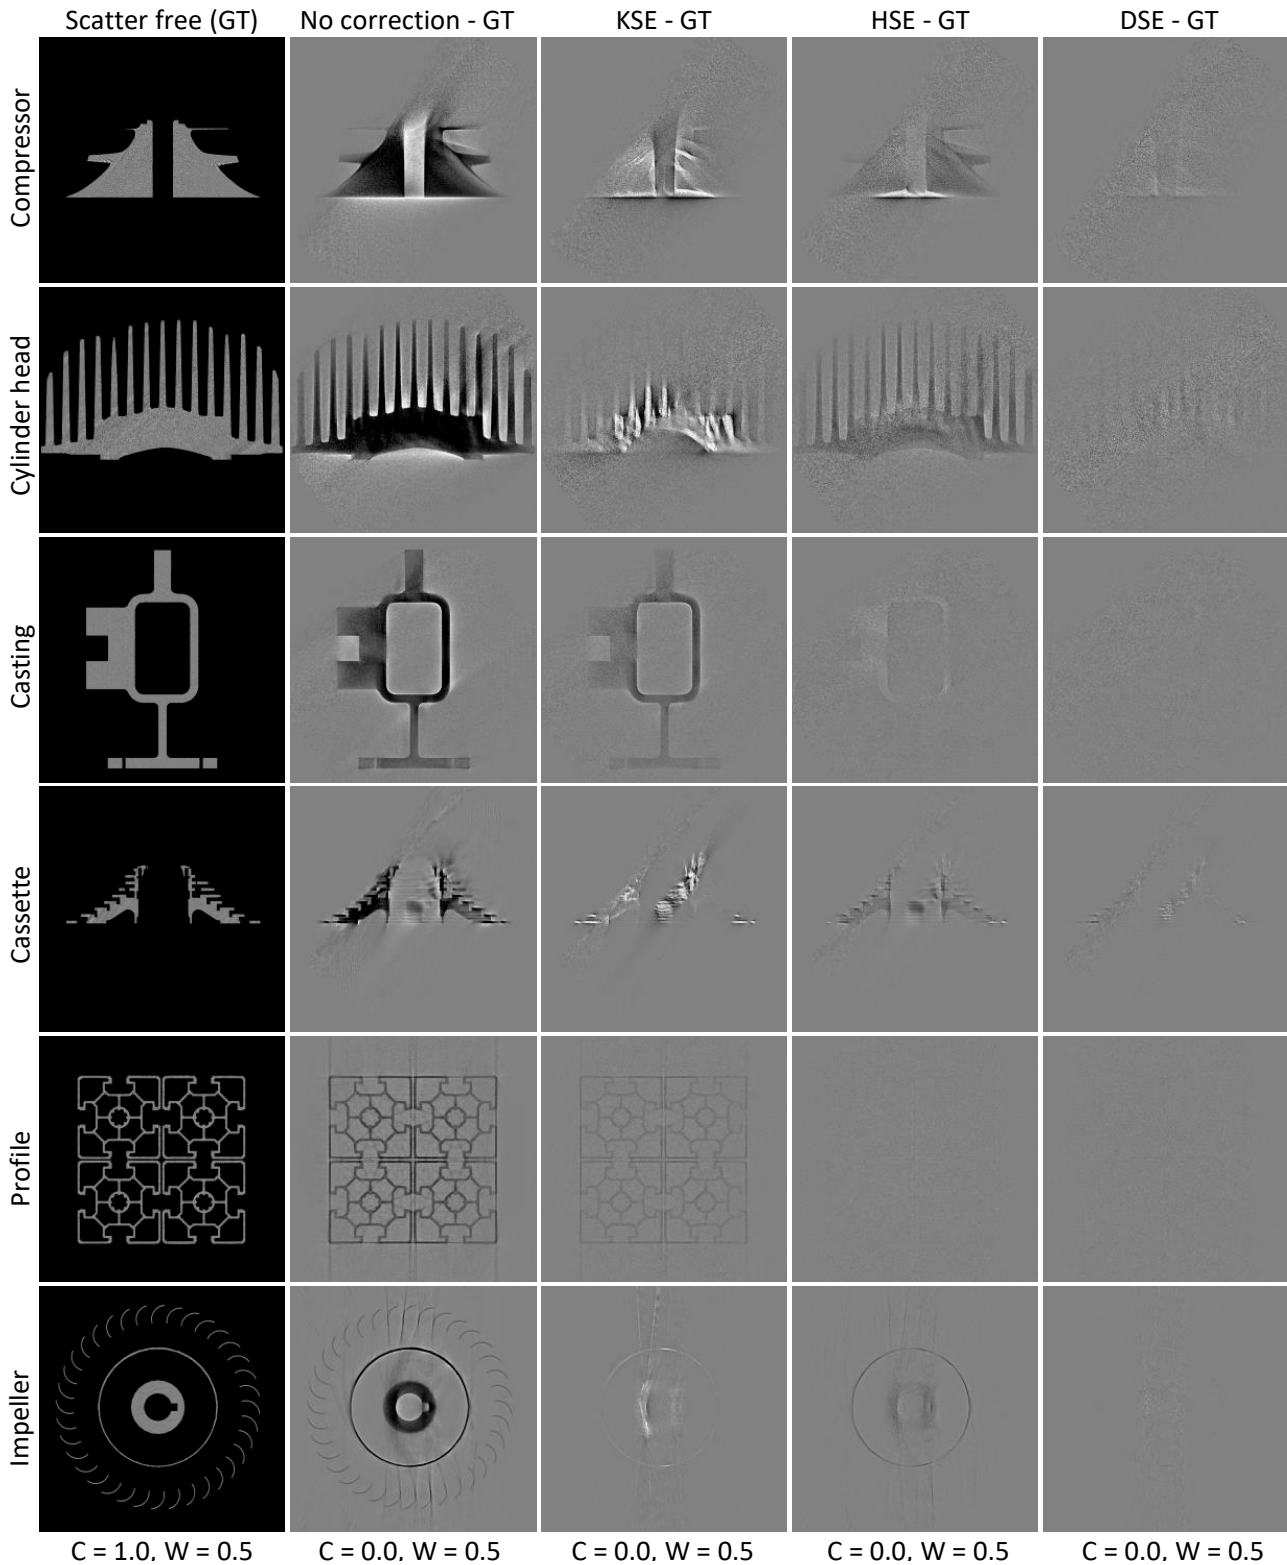 Scatter free (GT) No correction - GT KSE - GT HSE - GT DSE - GT
Compressor
Cylinder head
Casting
Cassette
Profile
Impeller
C = 1.0, W = 0.5 C = 0.0, W = 0.5 C = 0.0, W = 0.5 C = 0.0, W = 0.5 C = 0.0, W = 0.5